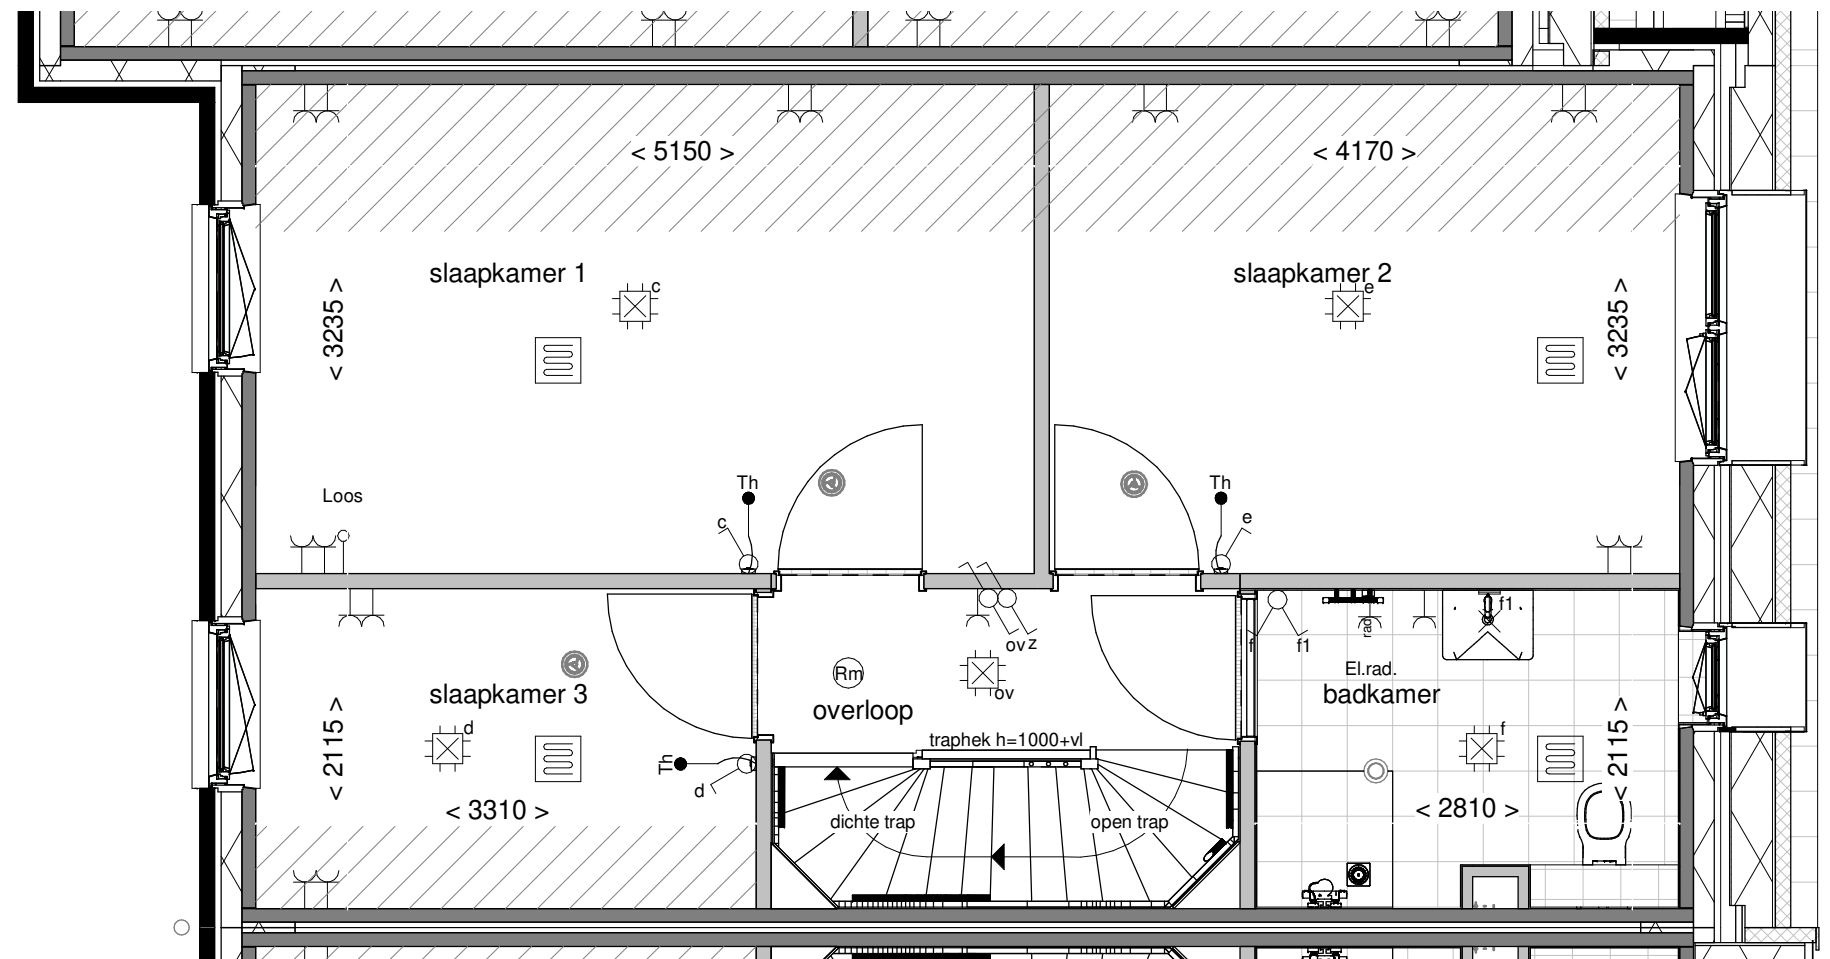 < 5150 >
< 4170 >
slaapkamer 1
c
slaapkamer 2
e
< 3235 >
< 3235 >
Th
Th
Loos
c
e
ov z
f
f1
rad
f1
Rm
El.rad.
slaapkamer 3
ov
badkamer
overloop
d
f
traphek h=1000+vl
< 2115 >
< 2115 >
Th
d
< 3310 >
dichte trap
open trap
< 2810 >